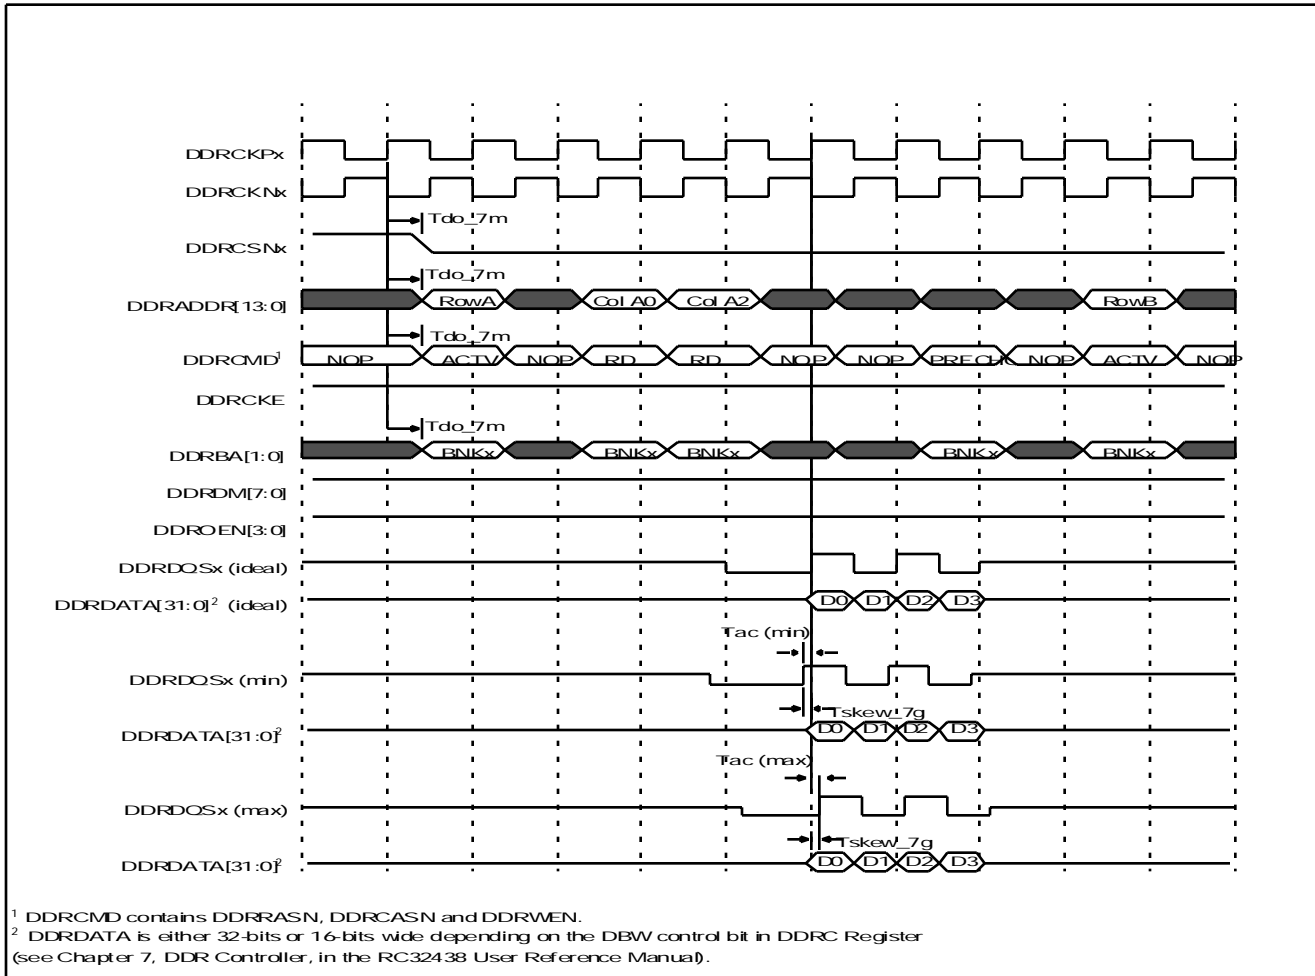 DDRCKPx
DDRCKNx
Tdo_7m
DDRCSNx
Tdo_7m
DDRADDR[13:0] RowA Col A0 Col A2 RowB
Tdo_7m
DDRCMD1 NOP ACTV NOP RD RD NOP NOP PRECHG NOP ACTV NOP
DDRCKE
Tdo_7m
DDRBA[1:0] BNKx BNKx BNKx BNKx BNKx
DDRDM[7:0]
DDROEN[3:0]
DDRDQSx (ideal)
DDRDATA[31:0]2 (ideal) D0 D1 D2 D3
Tac (min)
DDRDQSx (min)
Tskew_7g
DDRDATA[31:0]2 D0 D1 D2 D3
Tac (max)
DDRDQSx (max)
Tskew_7g
DDRDATA[31:0]2 D0 D1 D2 D3
1 DDRCMD contains DDRRASN, DDRCASN and DDRWEN.
2 DDRDATA is either 32-bits or 16-bits wide depending on the DBW control bit in DDRC Register
(see Chapter 7, DDR Controller, in the RC32438 User Reference Manual).